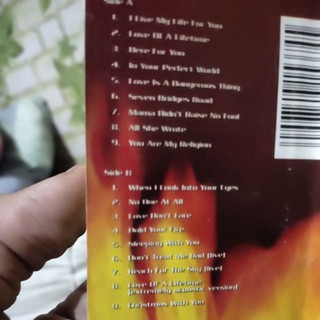 Side A
1. I Live My Life For You
2. Love Of A Lifetime
3. Here For You
4. In Your Perfect World
5. Love Is A Dangerous Thing
6. Seven Bridges Road
7. Mama Didn't Raise No Fool
8. All She Wrote
9. You Are My Religion
Side B
1. When I Look Into Your Eyes
2. No One At All
3. Love Don't Care
4. Hold Your Fire
5. Sleeping With You
6. Don't Treat Me Bad (live)
7. Reach For The Sky (live)
8. Love Of A Lifetime
(extremely acoustic version)
9. Christmas With You